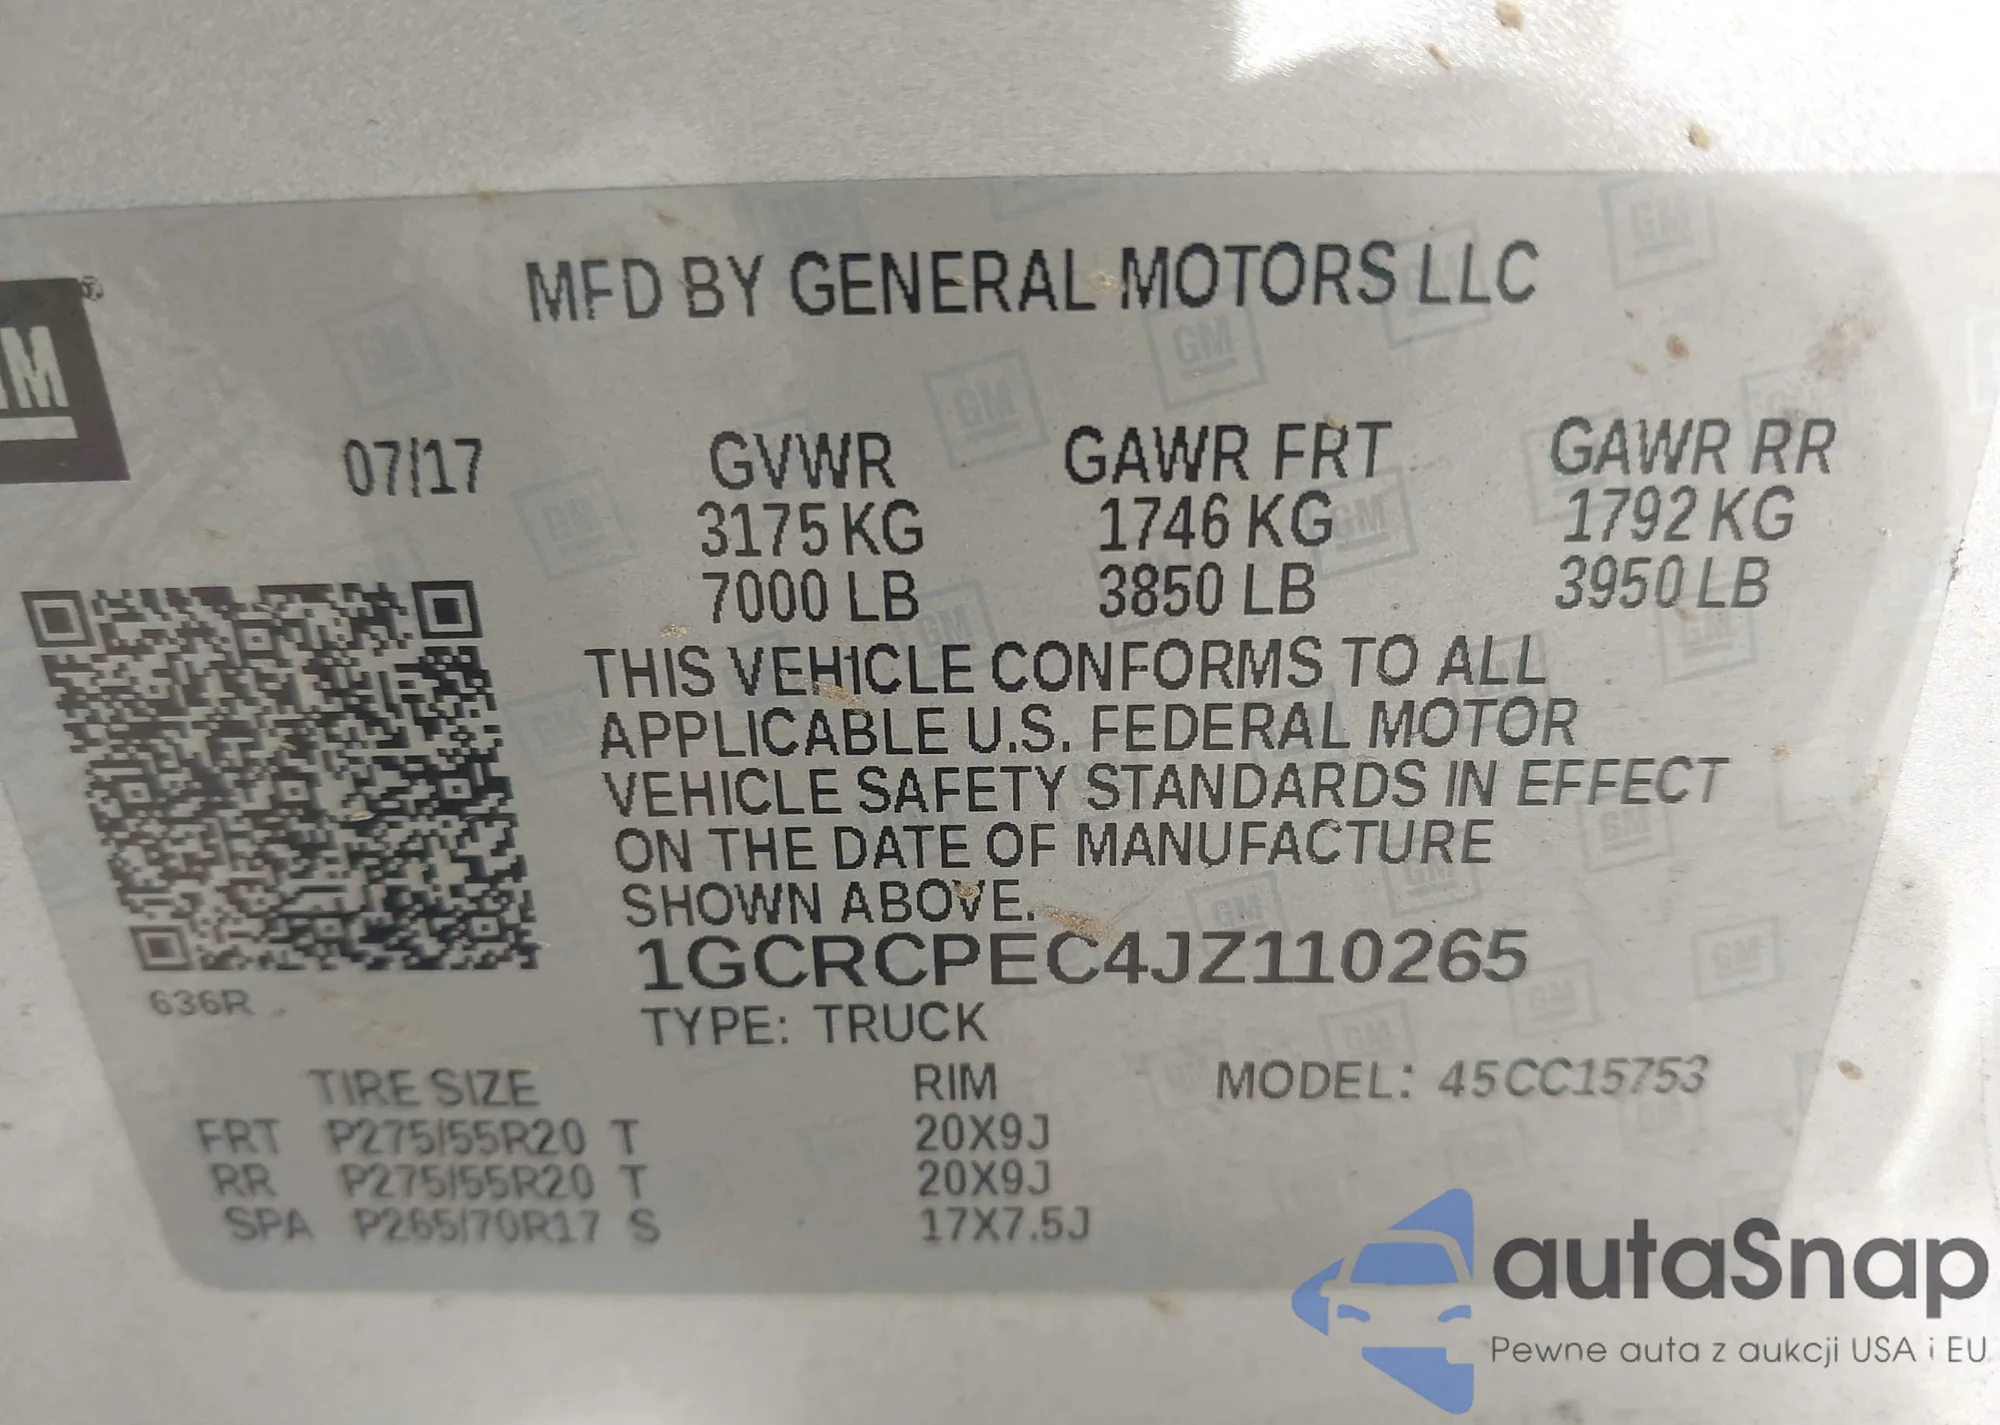 MFD BY GENERAL MOTORS LLC
GM®
07/17 GVWR GAWR FRT GAWR RR
3175 KG 1746 KG 1792 KG
7000 LB 3850 LB 3950 LB
THIS VEHICLE CONFORMS TO ALL
APPLICABLE U.S. FEDERAL MOTOR
VEHICLE SAFETY STANDARDS IN EFFECT
ON THE DATE OF MANUFACTURE
SHOWN ABOVE.
1GCRCPEC4JZ110265
636R
TYPE: TRUCK
TIRE SIZE RIM MODEL: 45CC15753
FRT P275/55R20 T 20X9J
RR P275/55R20 T 20X9J
SPA P265/70R17 S 17X7.5J
autaSnap
Pewne auta z aukcji USA i EU